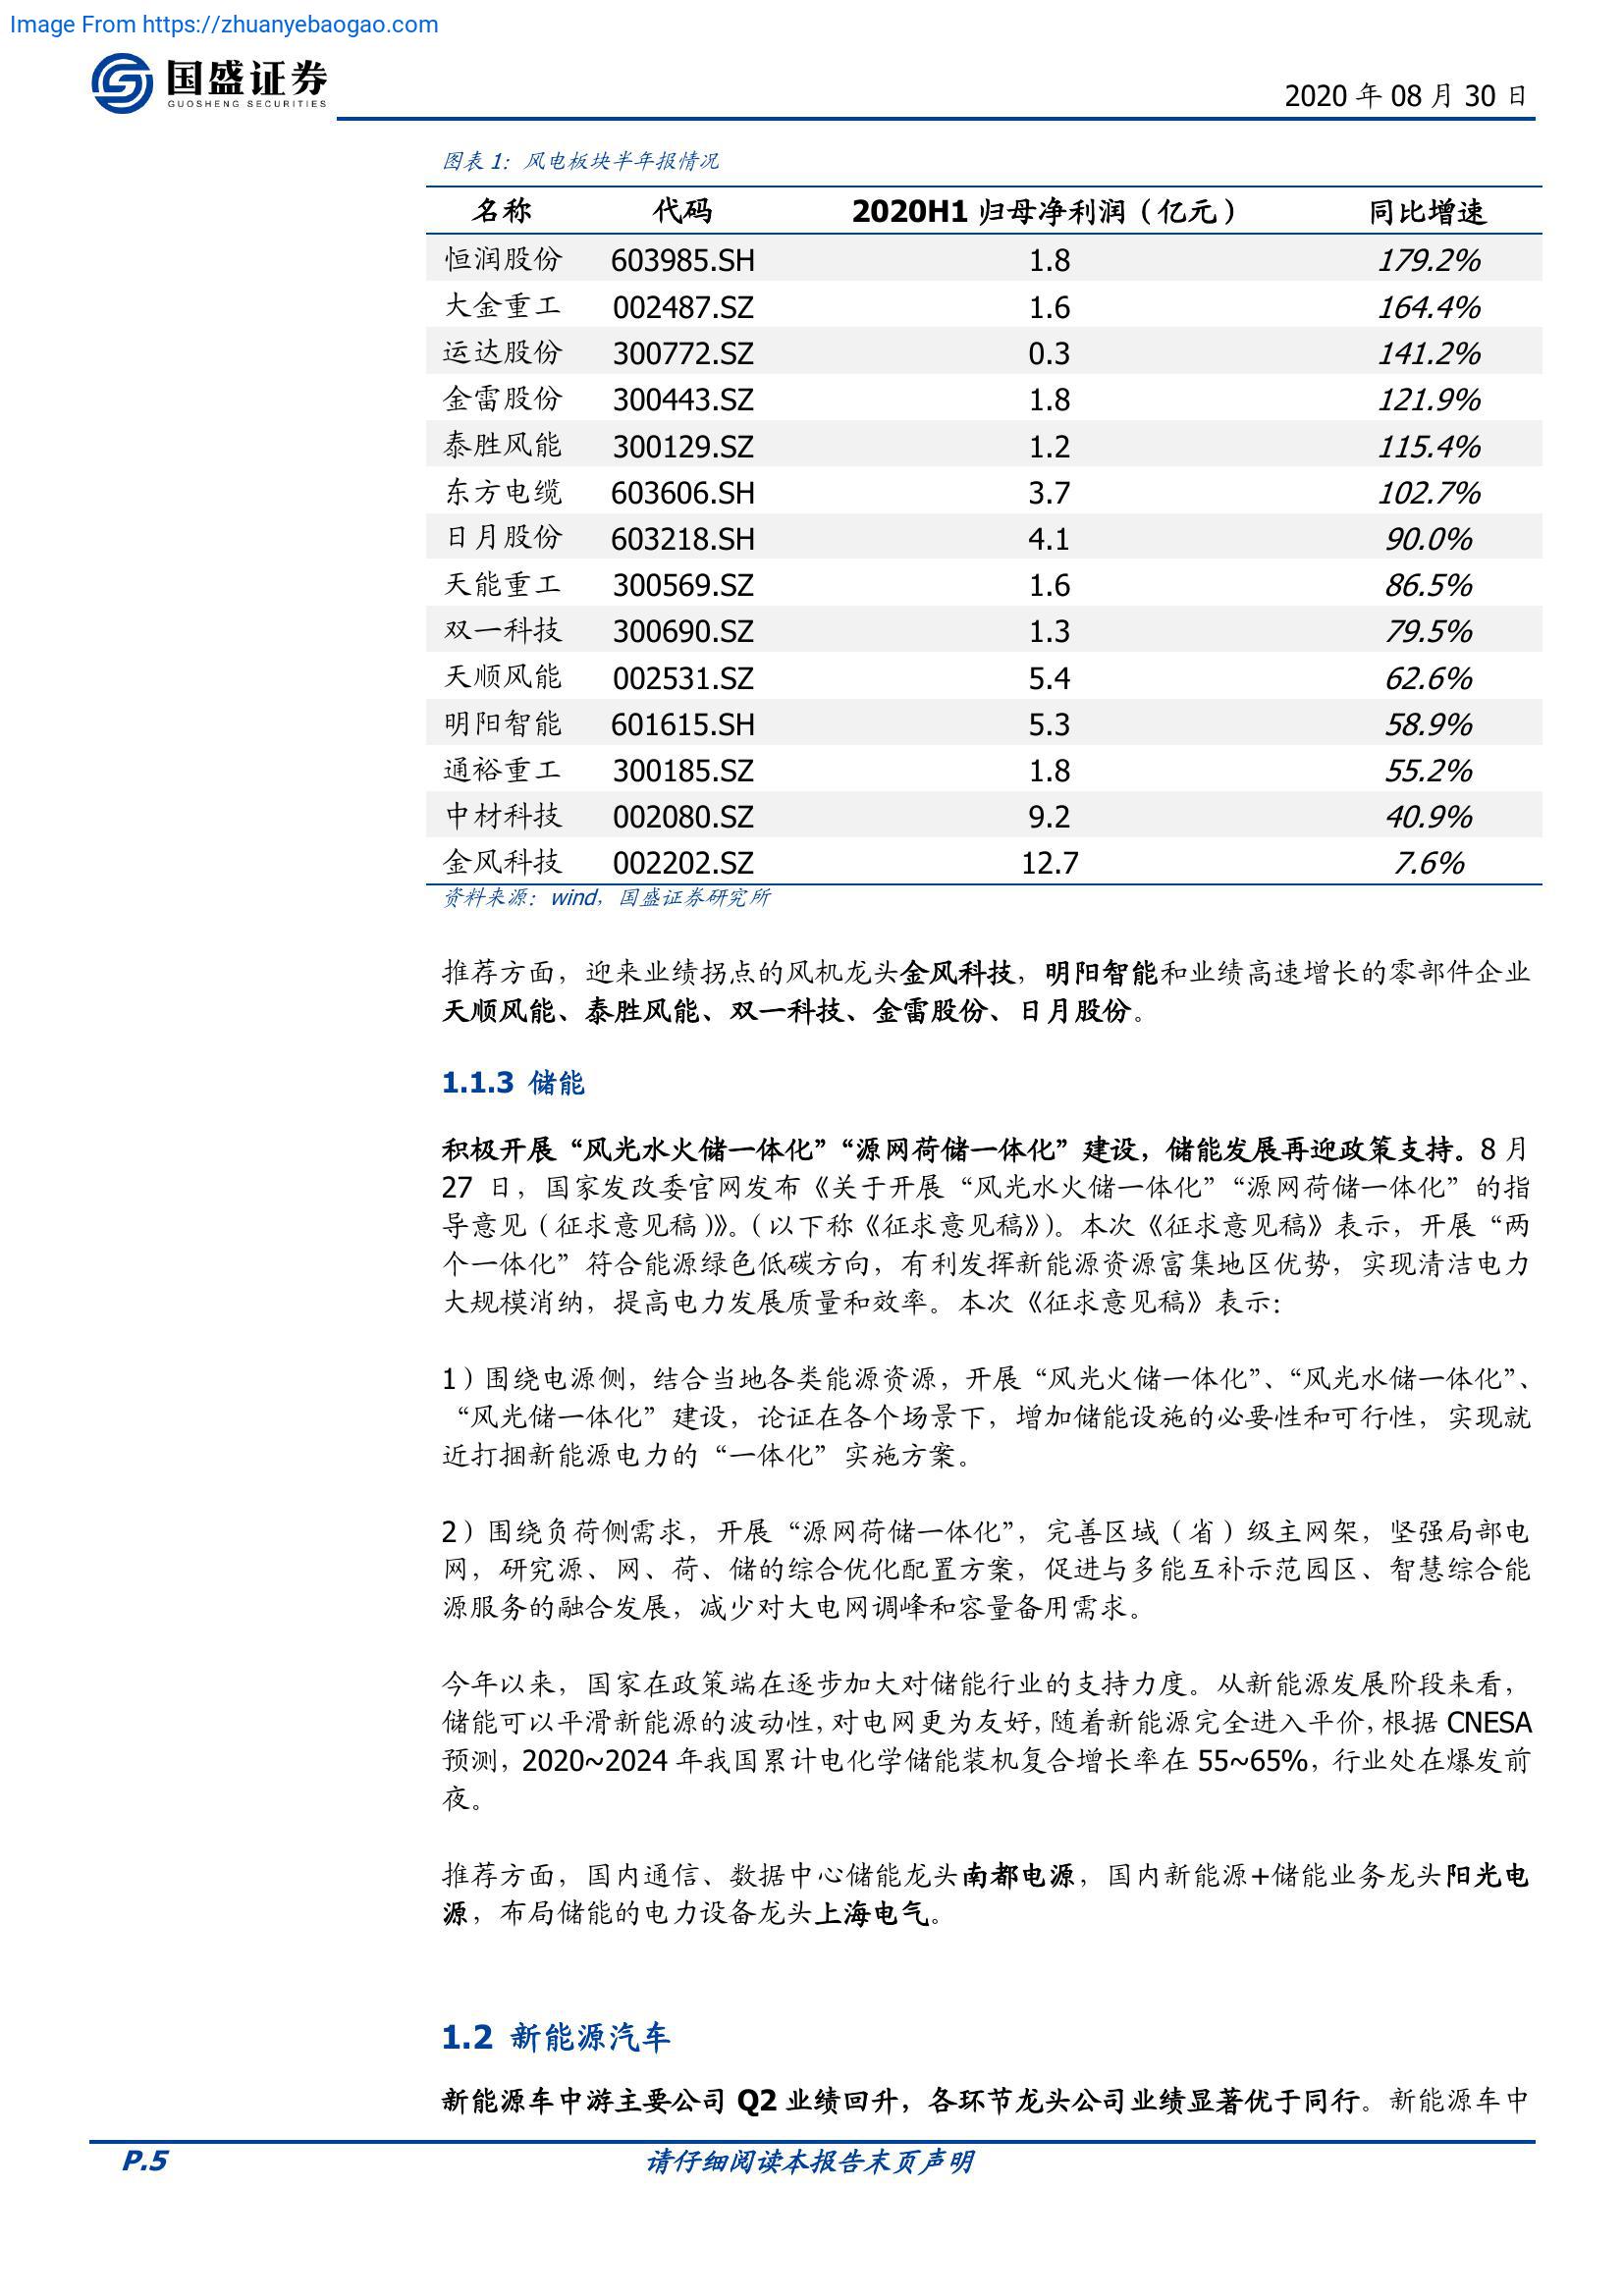 Image From https://zhuanyebaogao.com
国盛证券
GUOSHENG SECURITIES
2020 年 08 月 30 日
图表 1：风电板块半年报情况
名称 代码 2020H1 归母净利润（亿元） 同比增速
恒润股份 603985.SH 1.8 179.2%
大金重工 002487.SZ 1.6 164.4%
运达股份 300772.SZ 0.3 141.2%
金雷股份 300443.SZ 1.8 121.9%
泰胜风能 300129.SZ 1.2 115.4%
东方电缆 603606.SH 3.7 102.7%
日月股份 603218.SH 4.1 90.0%
天能重工 300569.SZ 1.6 86.5%
双一科技 300690.SZ 1.3 79.5%
天顺风能 002531.SZ 5.4 62.6%
明阳智能 601615.SH 5.3 58.9%
通裕重工 300185.SZ 1.8 55.2%
中材科技 002080.SZ 9.2 40.9%
金风科技 002202.SZ 12.7 7.6%
资料来源：wind，国盛证券研究所
推荐方面，迎来业绩拐点的风机龙头金风科技，明阳智能和业绩高速增长的零部件企业
天顺风能、泰胜风能、双一科技、金雷股份、日月股份。
1.1.3 储能
积极开展“风光水火储一体化”“源网荷储一体化”建设，储能发展再迎政策支持。8 月
27 日，国家发改委官网发布《关于开展“风光水火储一体化”“源网荷储一体化”的指
导意见（征求意见稿）》。（以下称《征求意见稿》）。本次《征求意见稿》表示，开展“两
个一体化”符合能源绿色低碳方向，有利发挥新能源资源富集地区优势，实现清洁电力
大规模消纳，提高电力发展质量和效率。本次《征求意见稿》表示：
1）围绕电源侧，结合当地各类能源资源，开展“风光火储一体化”、“风光水储一体化”、
“风光储一体化”建设，论证在各个场景下，增加储能设施的必要性和可行性，实现就
近打捆新能源电力的“一体化”实施方案。
2）围绕负荷侧需求，开展“源网荷储一体化”，完善区域（省）级主网架，坚强局部电
网，研究源、网、荷、储的综合优化配置方案，促进与多能互补示范园区、智慧综合能
源服务的融合发展，减少对大电网调峰和容量备用需求。
今年以来，国家在政策端在逐步加大对储能行业的支持力度。从新能源发展阶段来看，
储能可以平滑新能源的波动性，对电网更为友好，随着新能源完全进入平价，根据 CNESA
预测，2020~2024 年我国累计电化学储能装机复合增长率在 55~65%，行业处在爆发前
夜。
推荐方面，国内通信、数据中心储能龙头南都电源，国内新能源+储能业务龙头阳光电
源，布局储能的电力设备龙头上海电气。
1.2 新能源汽车
新能源车中游主要公司 Q2 业绩回升，各环节龙头公司业绩显著优于同行。新能源车中
P.5
请仔细阅读本报告末页声明